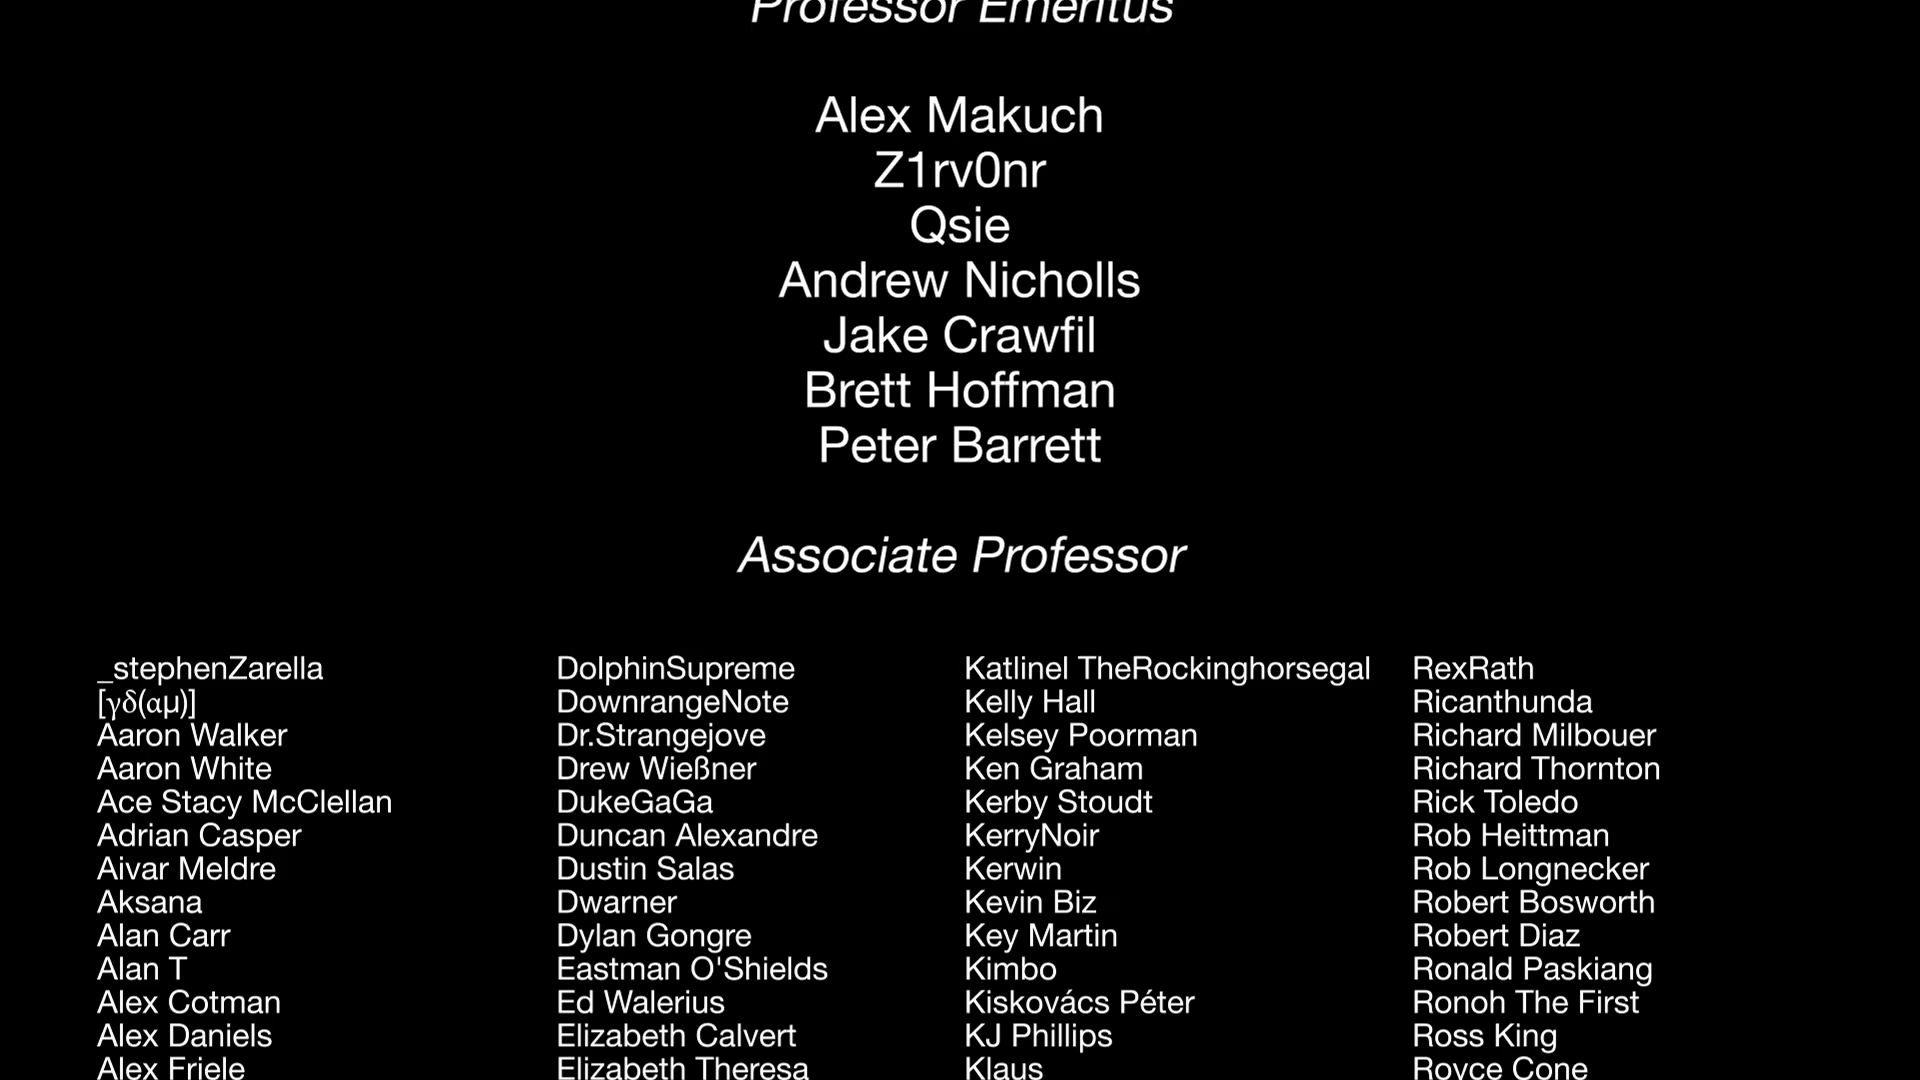 Professor Emeritus
Alex Makuch
Z1rv0nr
Qsie
Andrew Nicholls
Jake Crawfil
Brett Hoffman
Peter Barrett
Associate Professor
_stephenZarella
[γδ(αμ)]
Aaron Walker
Aaron White
Ace Stacy McClellan
Adrian Casper
Aivar Meldre
Aksana
Alan Carr
Alan T
Alex Cotman
Alex Daniels
Alex Friele
DolphinSupreme
DownrangeNote
Dr.Strangejove
Drew Wießner
DukeGaGa
Duncan Alexandre
Dustin Salas
Dwarner
Dylan Gongre
Eastman O'Shields
Ed Walerius
Elizabeth Calvert
Elizabeth Theresa
Katlinel TheRockinghorsegal
Kelly Hall
Kelsey Poorman
Ken Graham
Kerby Stoudt
KerryNoir
Kerwin
Kevin Biz
Key Martin
Kimbo
Kiskovács Péter
KJ Phillips
Klaus
RexRath
Ricanthunda
Richard Milbouer
Richard Thornton
Rick Toledo
Rob Heittman
Rob Longnecker
Robert Bosworth
Robert Diaz
Ronald Paskiang
Ronoh The First
Ross King
Royce Cone